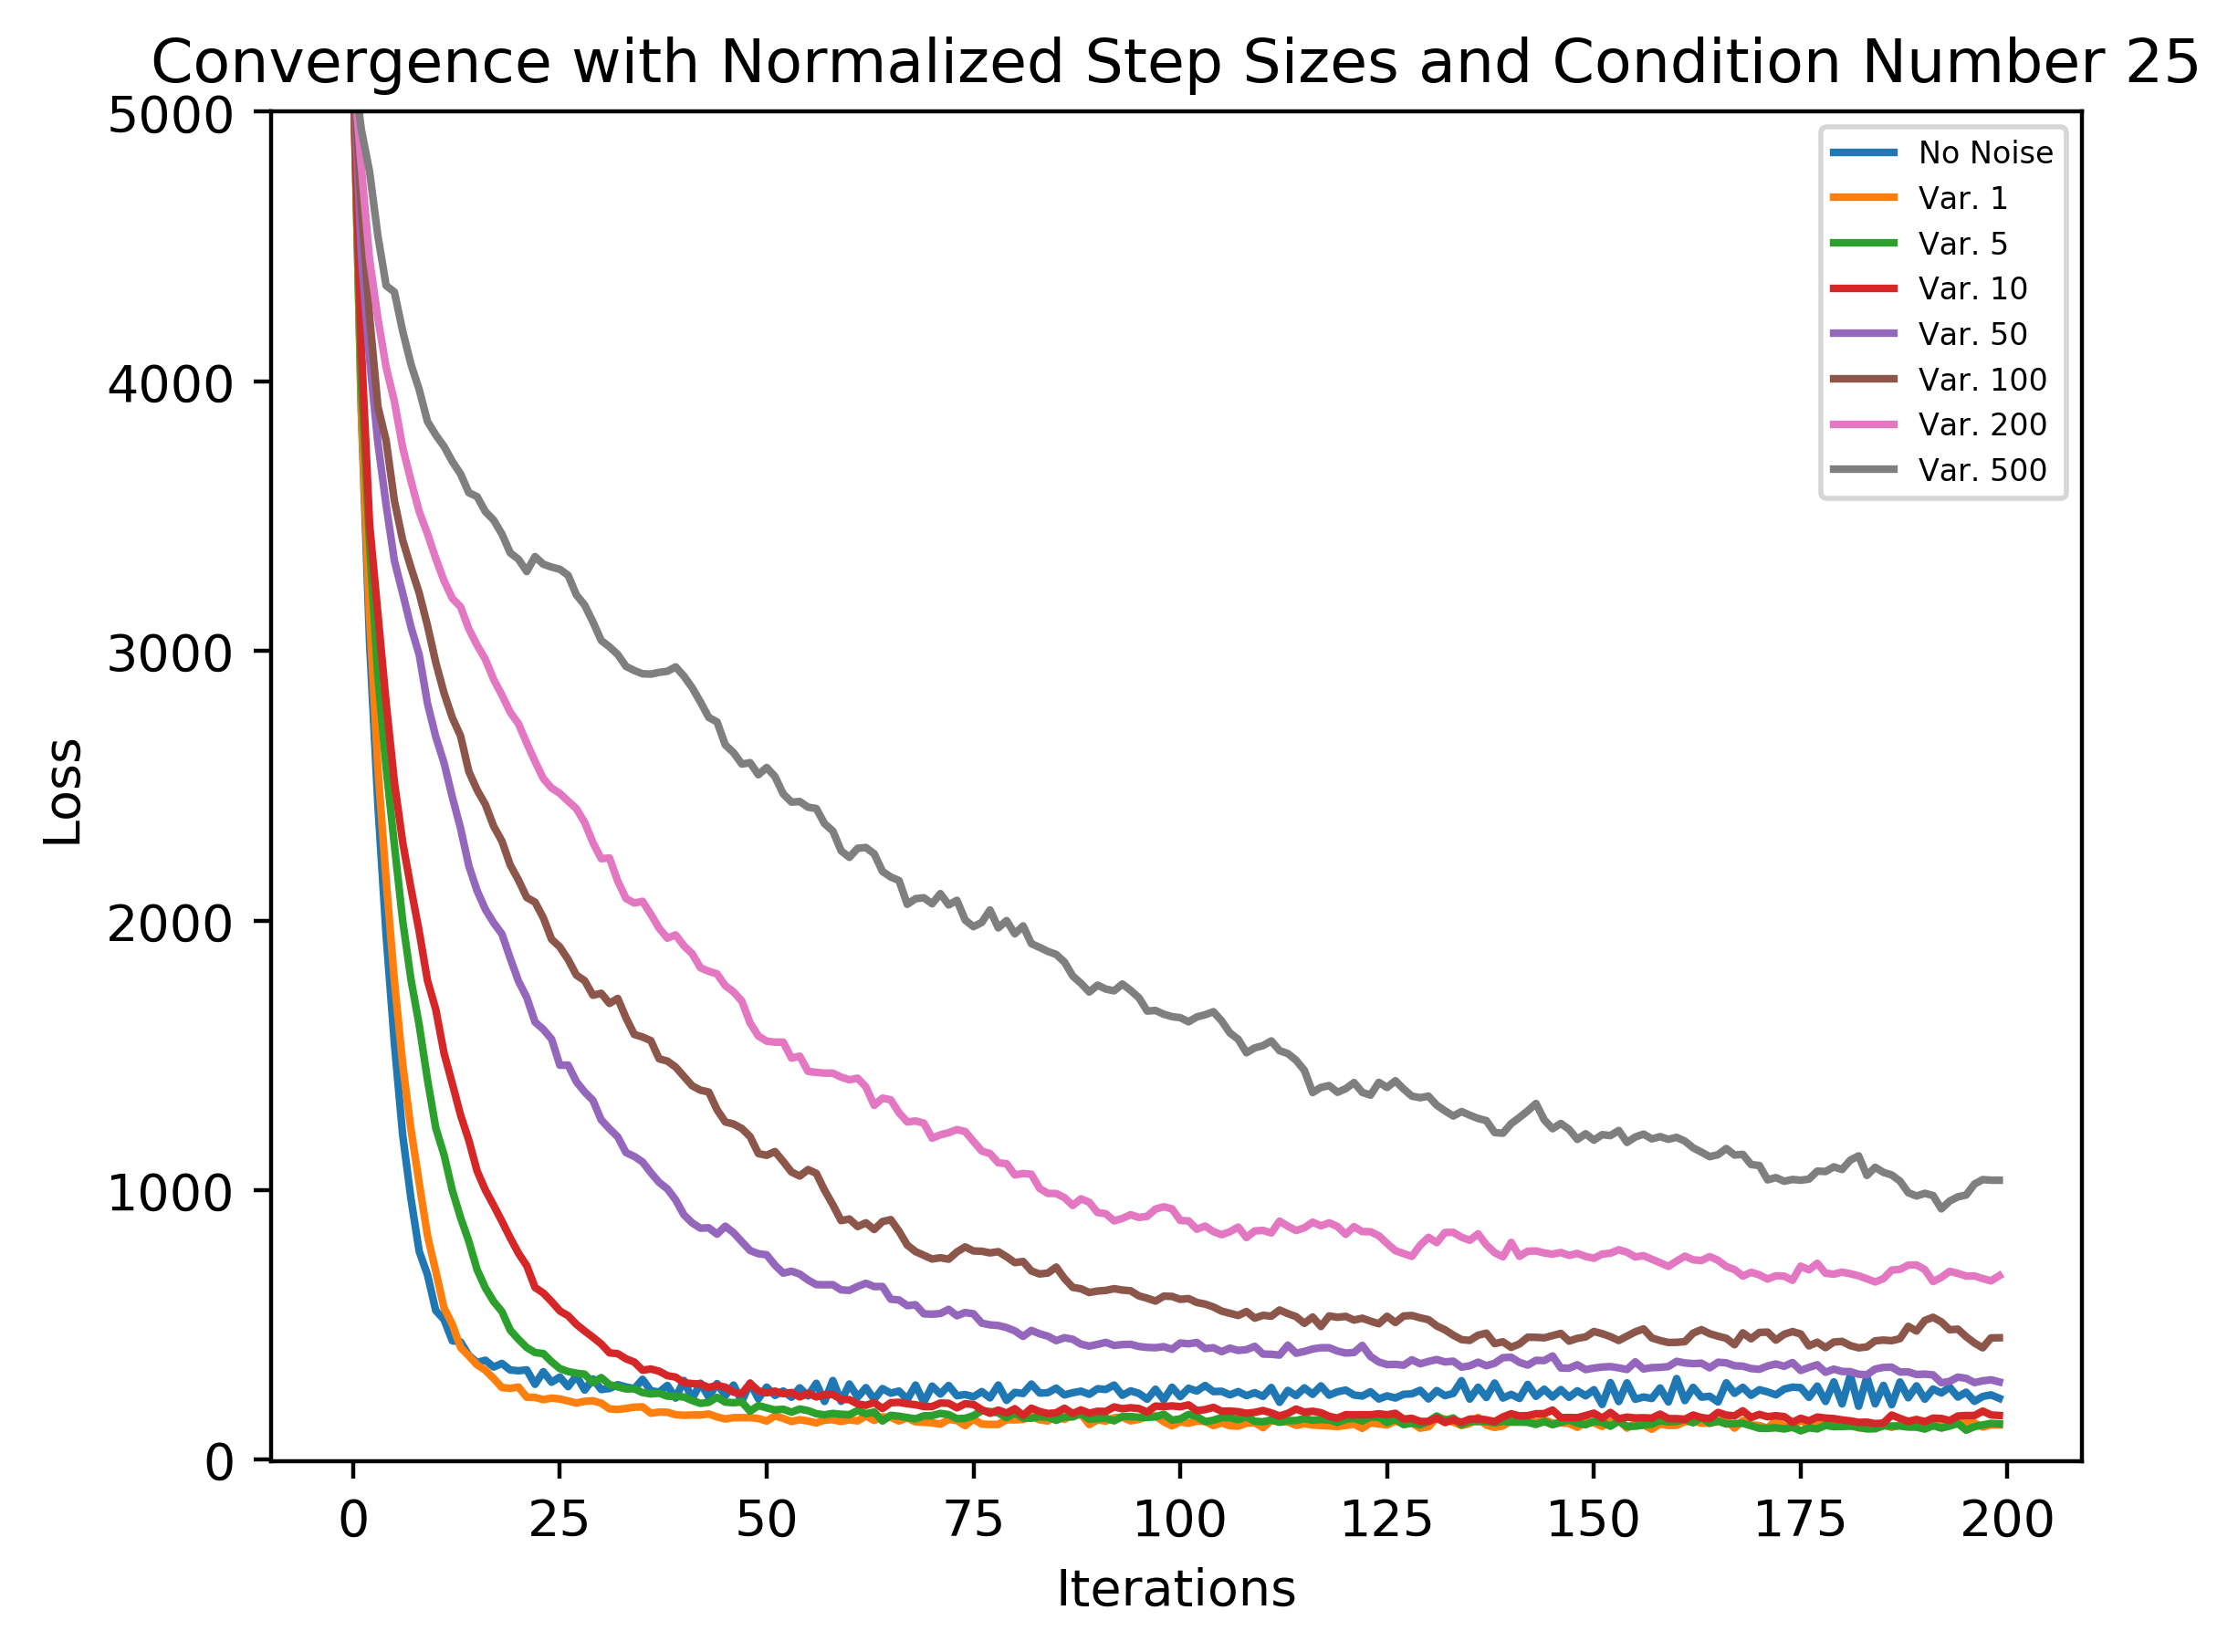 Convergence with Normalized Step Sizes and Condition Number 25
5000
4000
3000
2000
1000
0
Loss
No Noise
Var. 1
Var. 5
Var. 10
Var. 50
Var. 100
Var. 200
Var. 500
0 25 50 75 100 125 150 175 200
Iterations